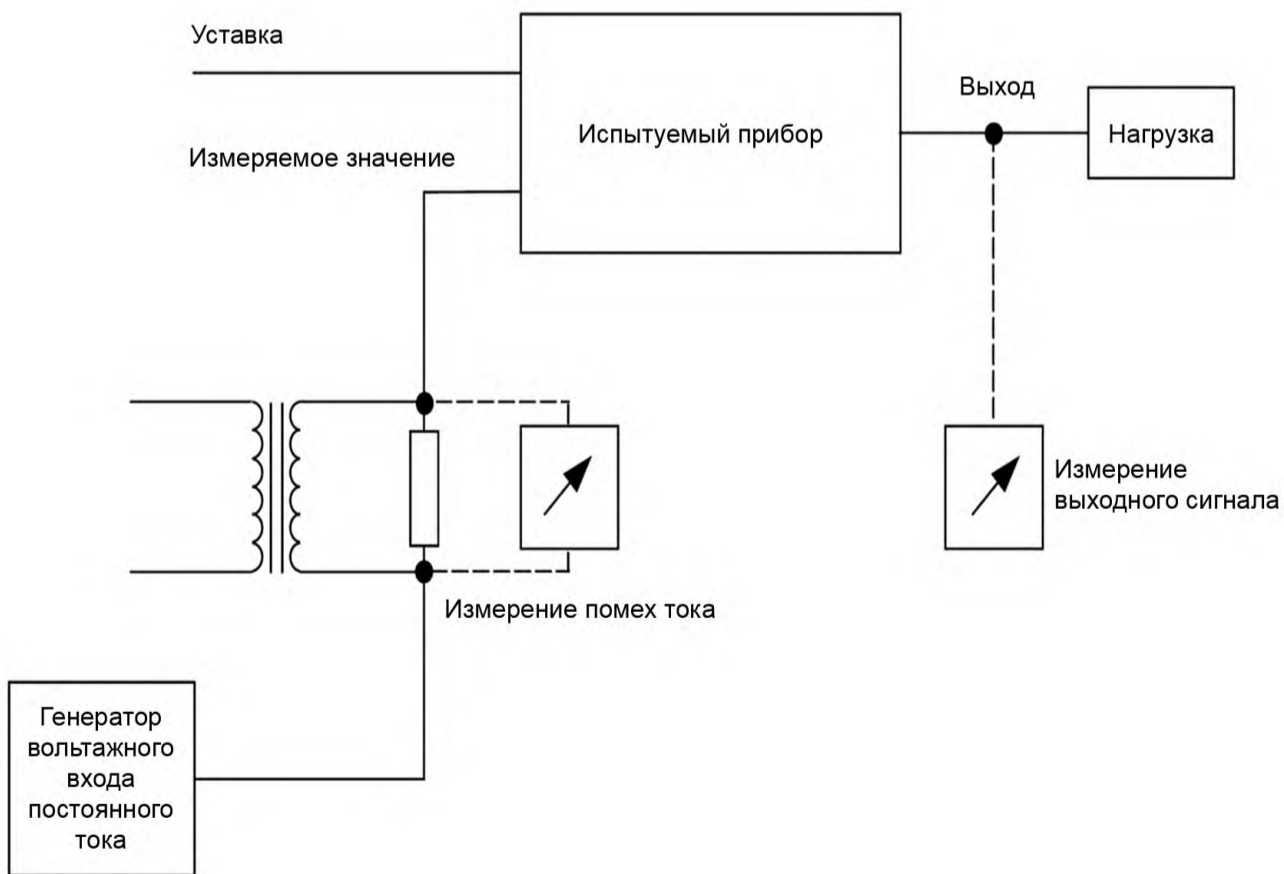 Уставка
Измеряемое значение
Испытуемый прибор
Выход
Нагрузка
Измерение
выходного сигнала
Измерение помех тока
Генератор
вольтажного
входа
постоянного
тока